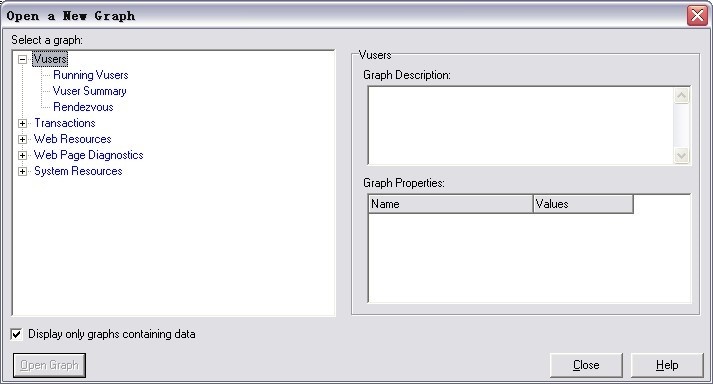 Open a New Graph
Select a graph:
Vusers
Running Vusers
Vuser Summary
Rendezvous
Transactions
Web Resources
Web Page Diagnostics
System Resources
Vusers
Graph Description:
Graph Properties:
Name Values
Display only graphs containing data
Open Graph Close Help